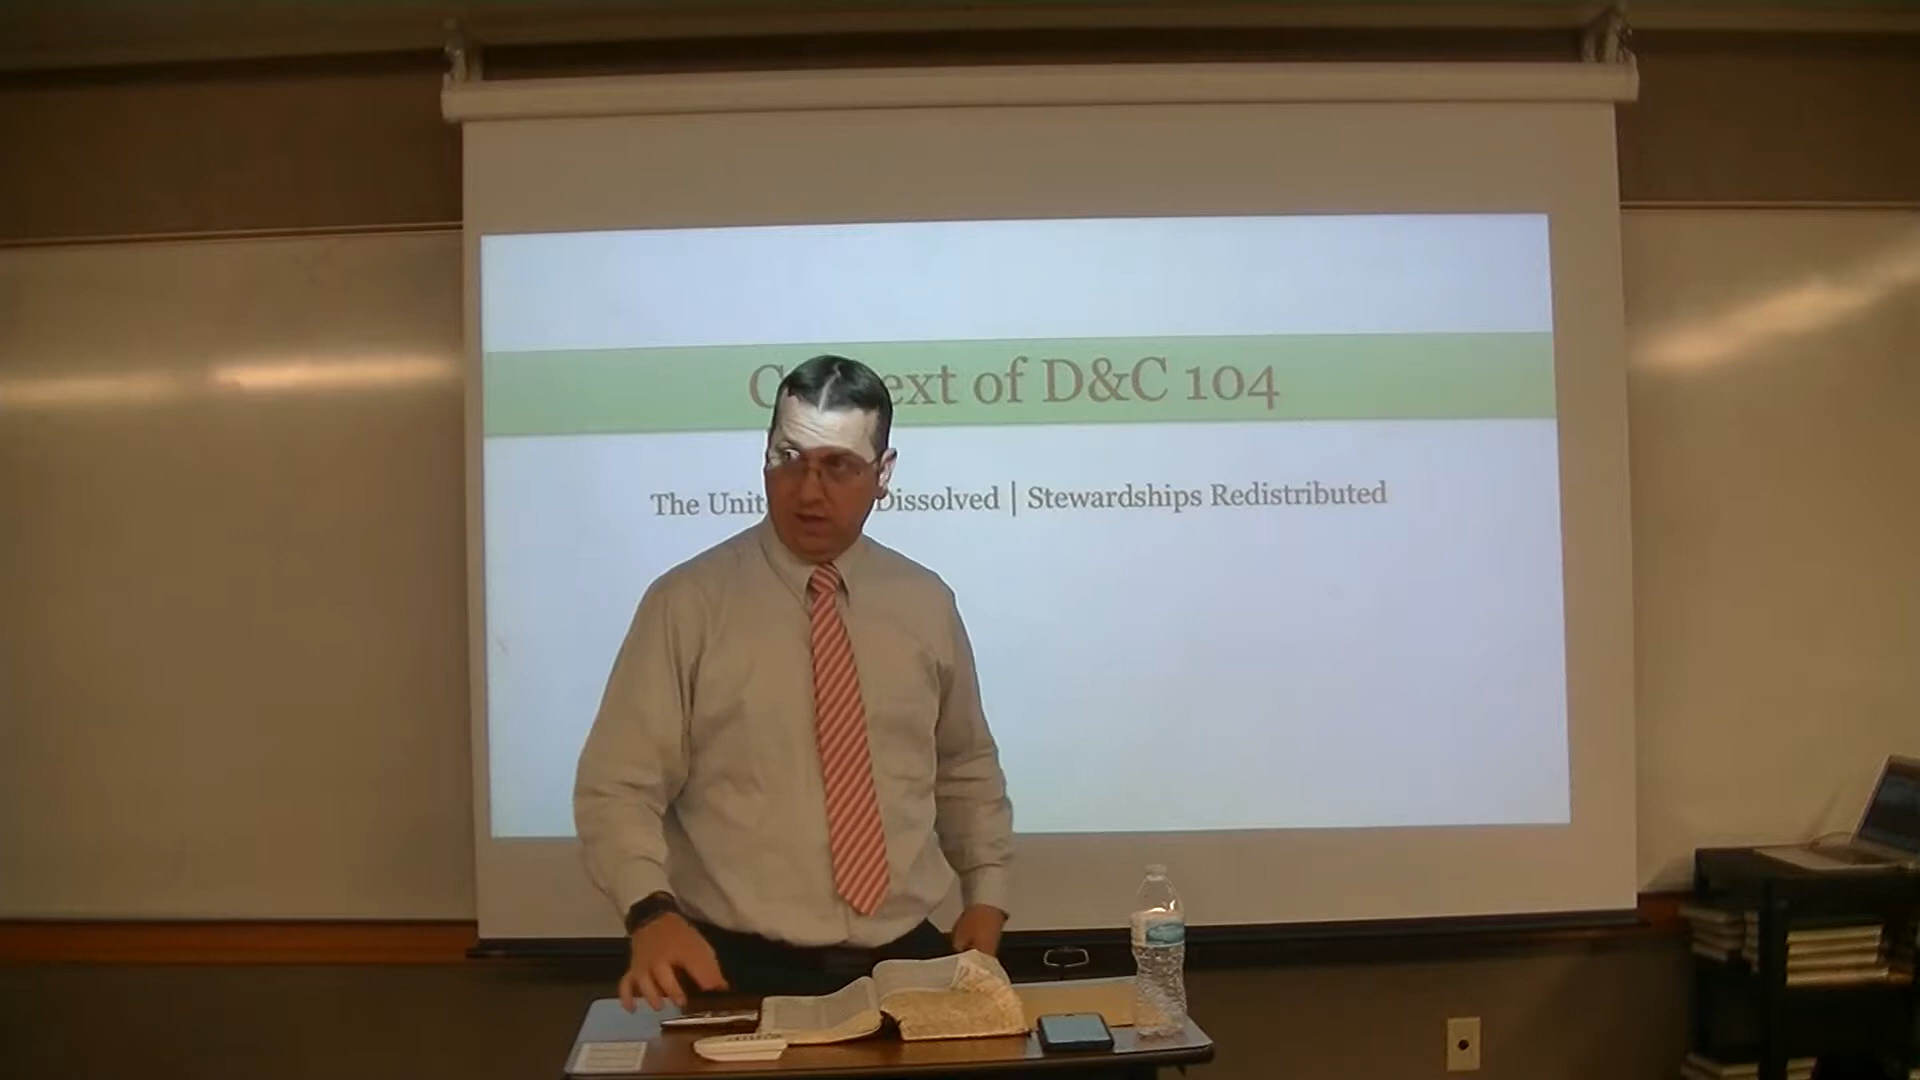 C ext of D&C 104
The Unit Dissolved | Stewardships Redistributed